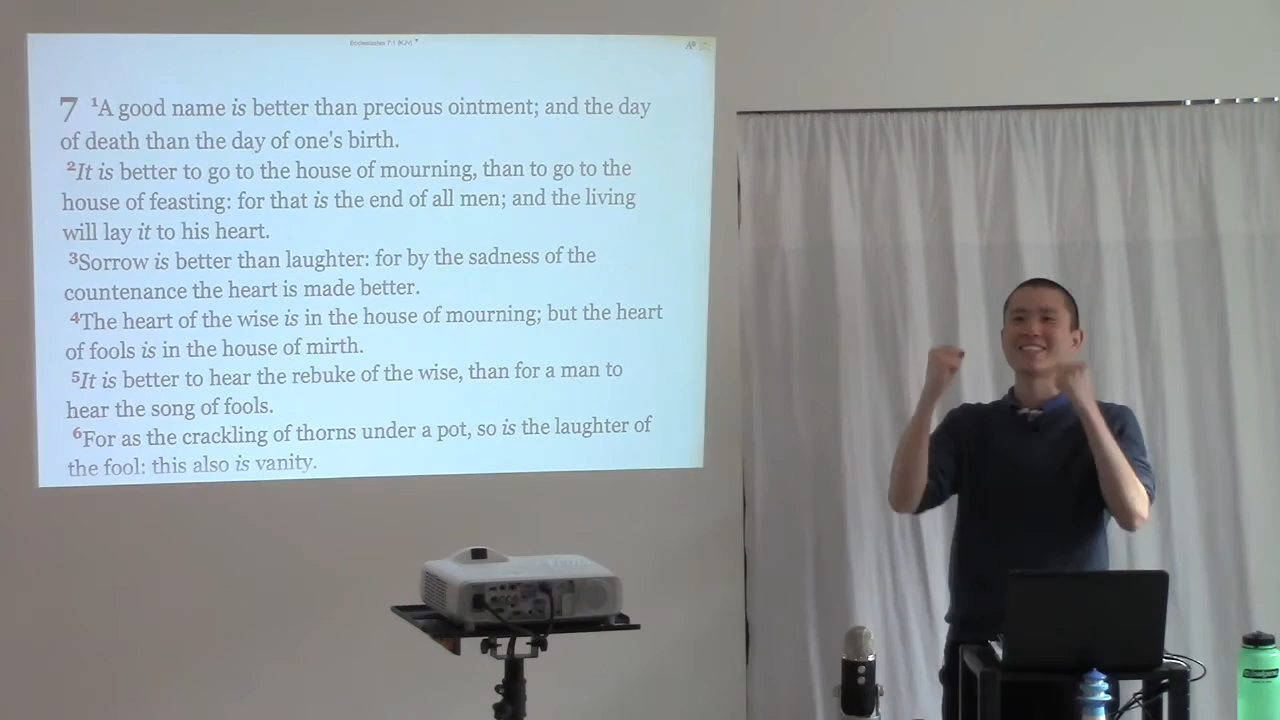 Ecclesiastes 7:1 (KJV)
7 1A good name is better than precious ointment; and the day
of death than the day of one's birth.
2It is better to go to the house of mourning, than to go to the
house of feasting: for that is the end of all men; and the living
will lay it to his heart.
3Sorrow is better than laughter: for by the sadness of the
countenance the heart is made better.
4The heart of the wise is in the house of mourning; but the heart
of fools is in the house of mirth.
5It is better to hear the rebuke of the wise, than for a man to
hear the song of fools.
6For as the crackling of thorns under a pot, so is the laughter of
the fool: this also is vanity.